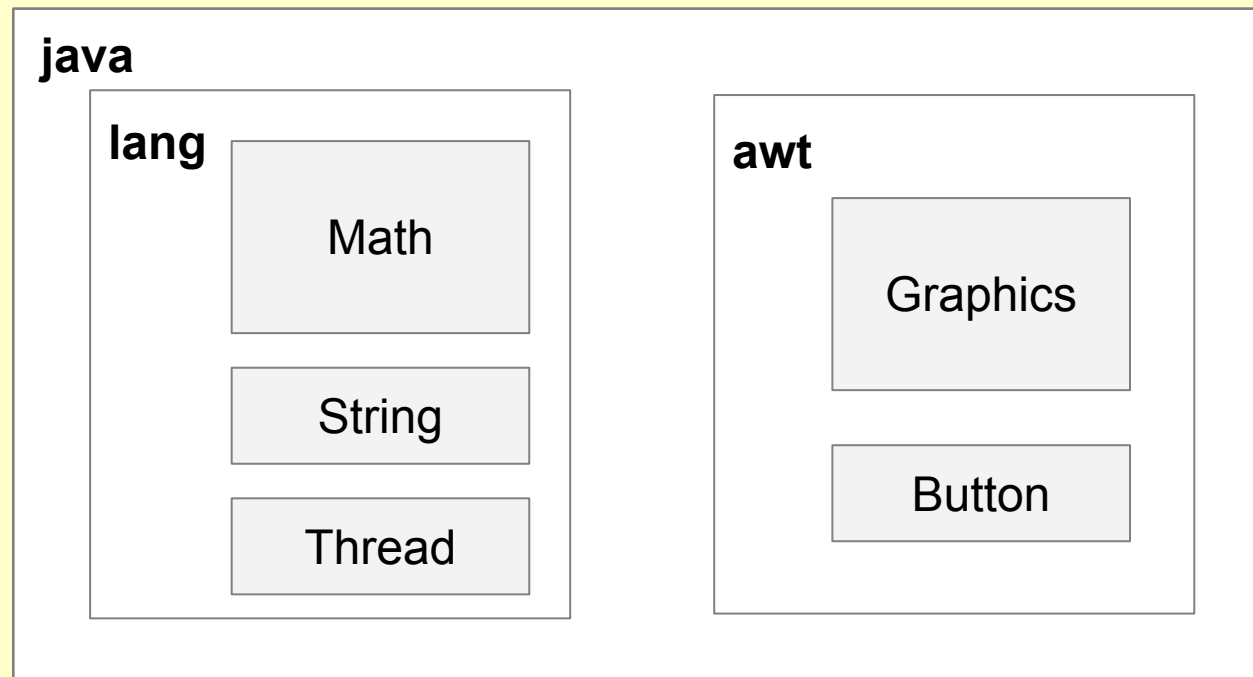 java
lang
Math
String
Thread
awt
Graphics
Button